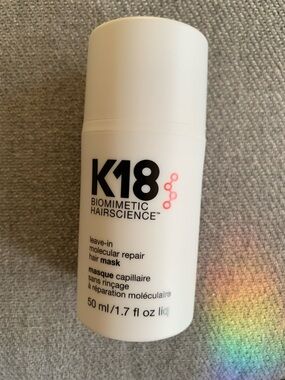 K18
BIOMIMETIC
HAIRSCIENCE™
leave-in
molecular repair
hair mask
masque capillaire
sans rinçage
à réparation moléculaire
50 ml/1.7 fl oz liq